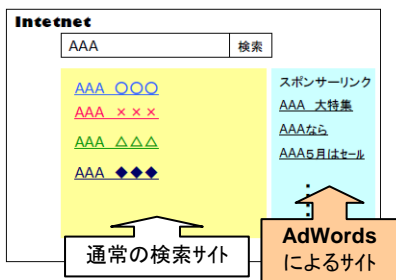 Intetnet
AAA 検索
AAA ○○○
AAA ×××
AAA △△△
AAA ◆◆◆
スポンサーリンク
AAA 大特集
AAAなら
AAA5月はセール
通常の検索サイト
AdWords
によるサイト